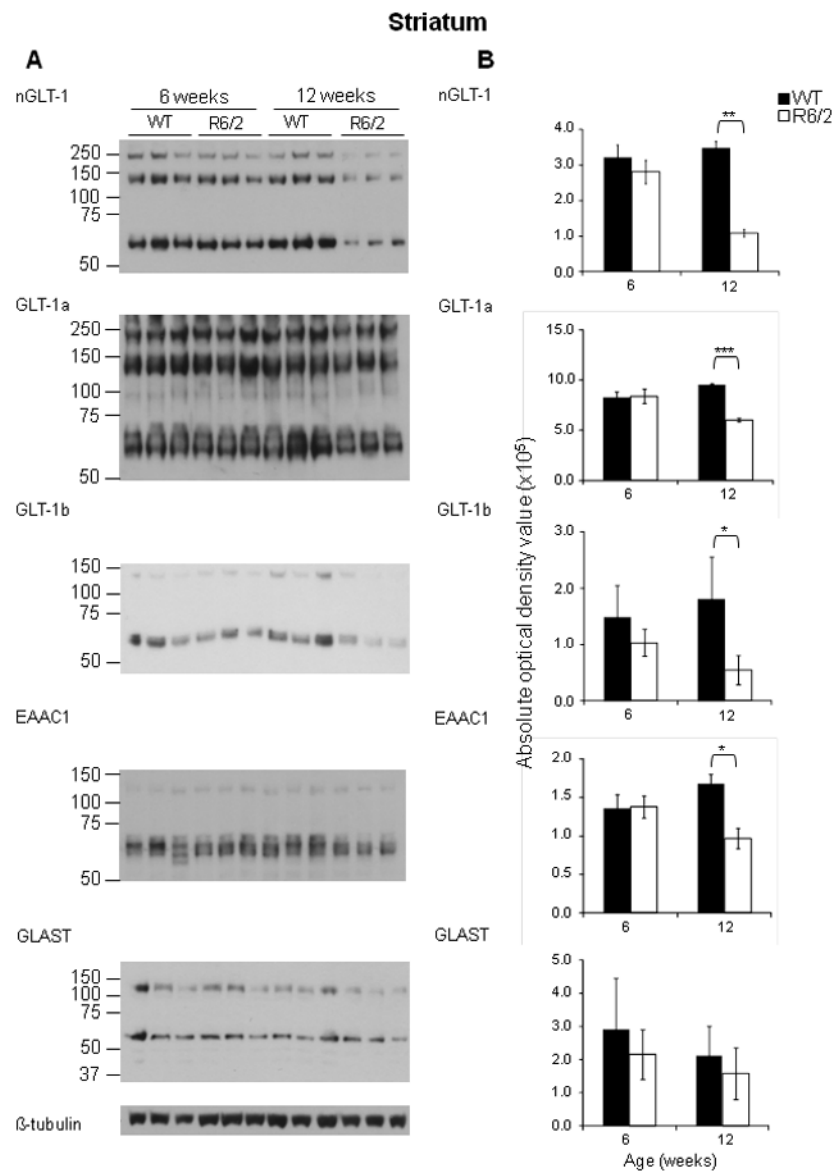 Striatum
A
nGLT-1
6 weeks 12 weeks
WT R6/2 WT R6/2
250
150
100
75
50
GLT-1a
250
150
100
75
50
GLT-1b
150
100
75
50
EAAC1
150
100
75
50
GLAST
150
100
75
50
37
ß-tubulin
B
nGLT-1
WT
R6/2
4.0
3.0
2.0
1.0
0.0
**
6 12
GLT-1a
15.0
10.0
5.0
0.0
***
6 12
GLT-1b
3.0
2.0
1.0
0.0
*
6 12
EAAC1
2.0
1.5
1.0
0.5
0.0
*
6 12
GLAST
5.0
4.0
3.0
2.0
1.0
0.0
6 12
Age (weeks)
Absolute optical density value (x10⁵)